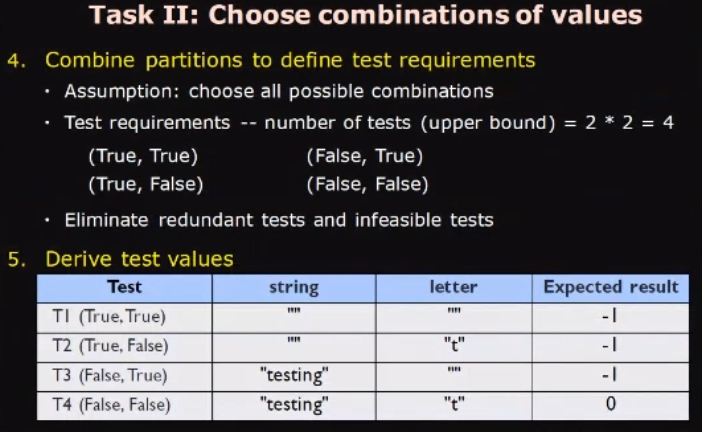 Task II: Choose combinations of values
4. Combine partitions to define test requirements
· Assumption: choose all possible combinations
· Test requirements -- number of tests (upper bound) = 2 * 2 = 4
(True, True) (False, True)
(True, False) (False, False)
· Eliminate redundant tests and infeasible tests
5. Derive test values
Test string letter Expected result
T1 (True, True) "" "" -1
T2 (True, False) "" "t" -1
T3 (False, True) "testing" "" -1
T4 (False, False) "testing" "t" 0